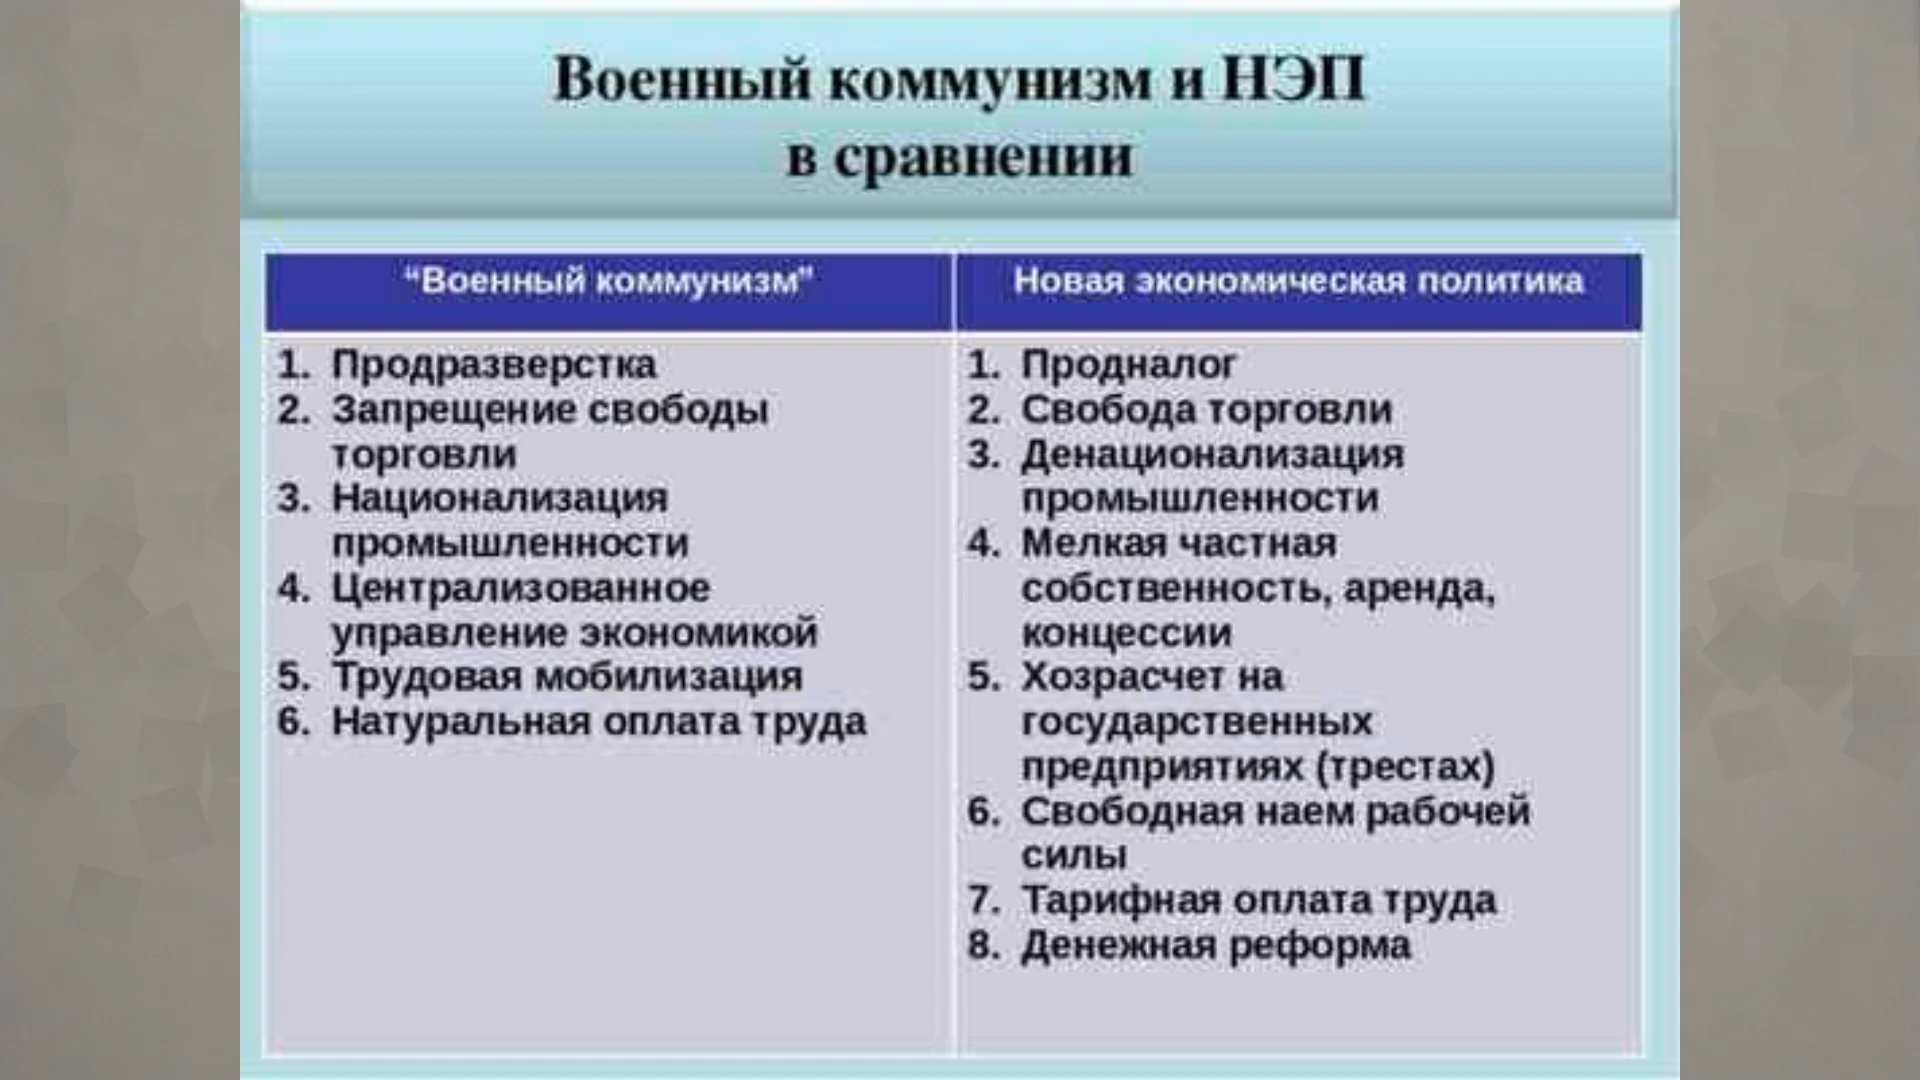 Военный коммунизм и НЭП
в сравнении
“Военный коммунизм”
1. Продразверстка
2. Запрещение свободы
торговли
3. Национализация
промышленности
4. Централизованное
управление экономикой
5. Трудовая мобилизация
6. Натуральная оплата труда
Новая экономическая политика
1. Продналог
2. Свобода торговли
3. Денационализация
промышленности
4. Мелкая частная
собственность, аренда,
концессии
5. Хозрасчет на
государственных
предприятиях (трестах)
6. Свободная наем рабочей
силы
7. Тарифная оплата труда
8. Денежная реформа